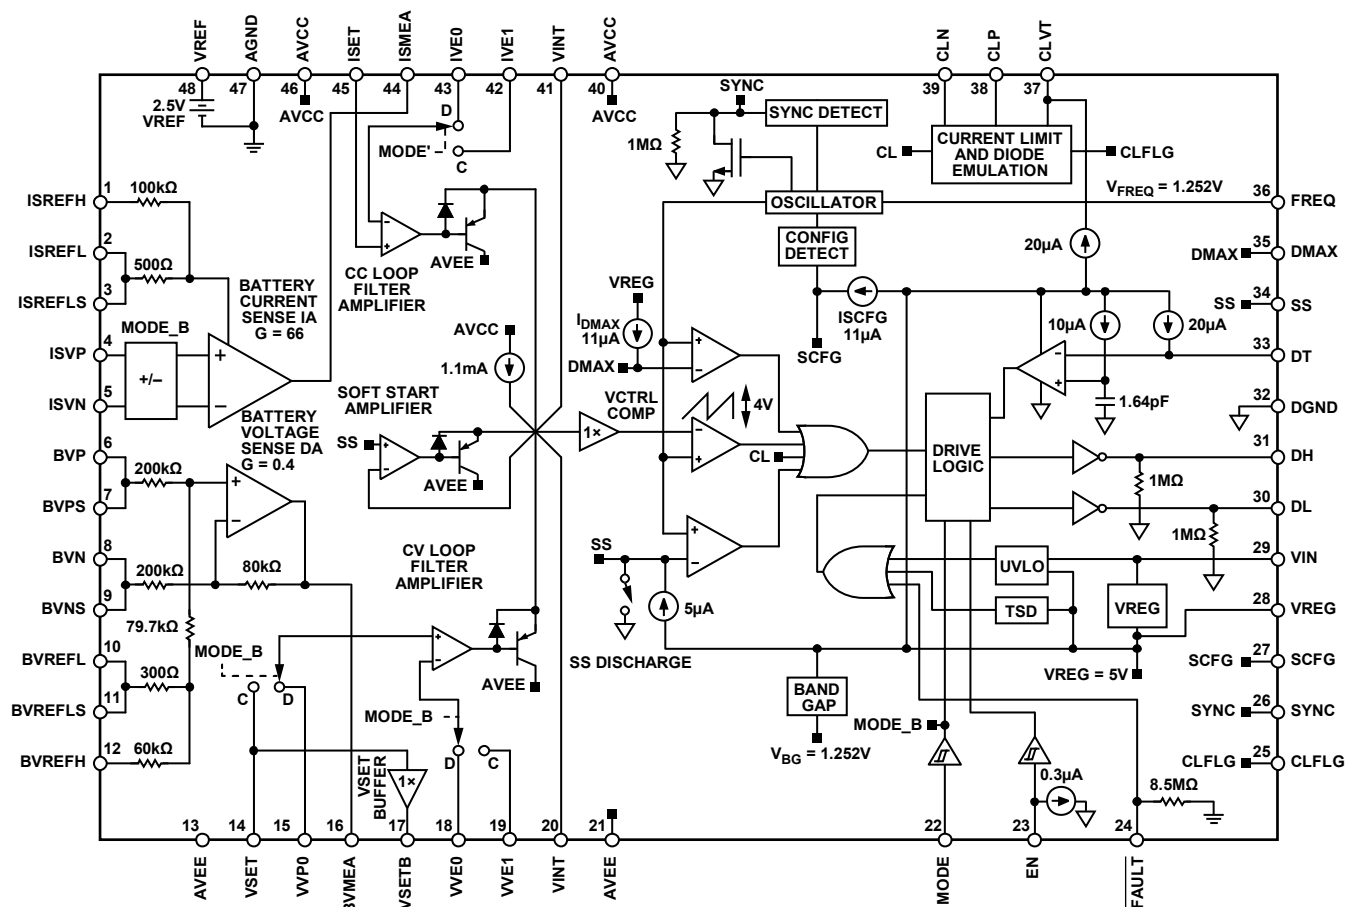 VREF
AGND
AVCC
ISET
ISMEA
IVE0
IVE1
VINT
AVCC
CLN
CLP
CLVT
48
47
46
45
44
43
42
41
40
39
38
37
2.5V
VREF
AVCC
D
MODE'
C
AVCC
SYNC
SYNC DETECT
1MΩ
CL
CURRENT LIMIT
AND DIODE
EMULATION
CLFLG
1
ISREFH
100kΩ
2
ISREFL
500Ω
3
ISREFLS
BATTERY
CURRENT
SENSE IA
G = 66
AVEE
CC LOOP
FILTER
AMPLIFIER
OSCILLATOR
CONFIG
DETECT
VFREQ = 1.252V
36
FREQ
20µA
35
DMAX
DMAX
VREG
ISCFG
11µA
SCFG
34
SS
SS
10µA
20µA
4
ISVP
MODE_B
+/–
5
ISVN
+
–
AVCC
1.1mA
IDMAX
11µA
DMAX
+
–
33
DT
–
+
1.64pF
SOFT START
AMPLIFIER
BATTERY
VOLTAGE
SENSE DA
G = 0.4
VCTRL
COMP
4V
32
DGND
6
BVP
200kΩ
7
BVPS
+
–
SS
+
–
AVEE
1×
–
+
CL
DRIVE
LOGIC
31
DH
1MΩ
30
DL
1MΩ
8
BVN
200kΩ
80kΩ
9
BVNS
CV LOOP
FILTER
AMPLIFIER
SS
+
–
5µA
SS DISCHARGE
UVLO
TSD
29
VIN
VREG
28
VREG
79.7kΩ
10
BVREFL
300Ω
11
BVREFLS
MODE_B
C
D
+
–
AVEE
BAND
GAP
VREG = 5V
27
SCFG
SCFG
MODE_B
D
C
MODE_B
VBG = 1.252V
26
SYNC
SYNC
12
BVREFH
60kΩ
VSET
BUFFER
1×
0.3µA
8.5MΩ
25
CLFLG
CLFLG
13
14
15
16
17
18
19
20
21
22
23
24
AVEE
VSET
VVP0
BVMEA
VSETB
VVE0
VVE1
VINT
AVEE
MODE
EN
FAULT